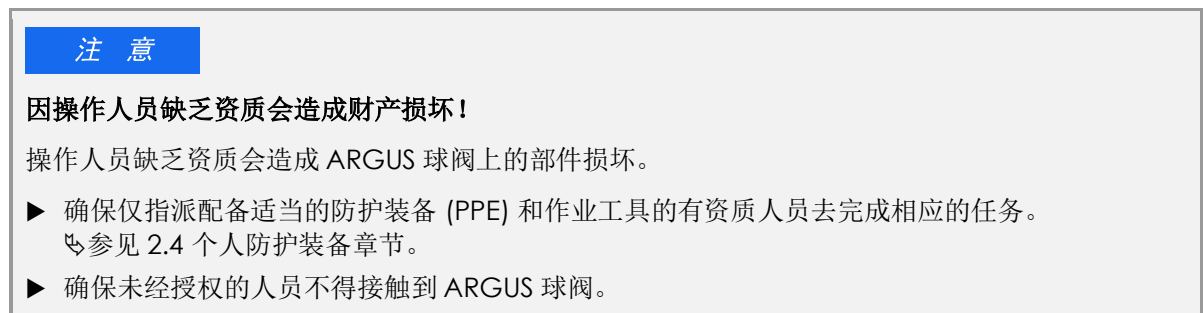 注 意
因操作人员缺乏资质会造成财产损坏！
操作人员缺乏资质会造成 ARGUS 球阀上的部件损坏。
▶ 确保仅指派配备适当的防护装备 (PPE) 和作业工具的有资质人员去完成相应的任务。
↳参见 2.4 个人防护装备章节。
▶ 确保未经授权的人员不得接触到 ARGUS 球阀。